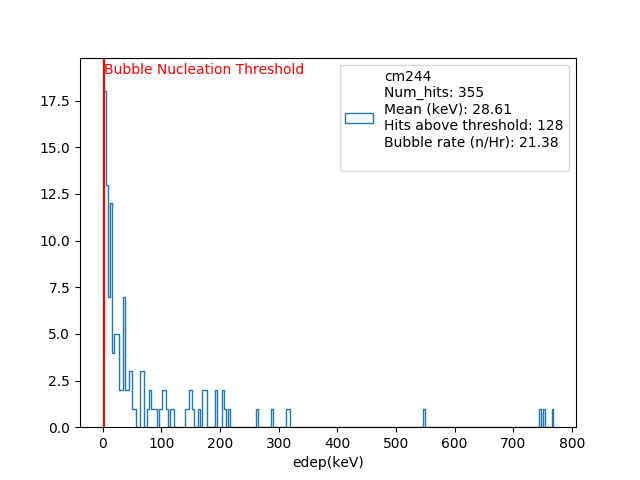 Bubble Nucleation Threshold
cm244
Num_hits: 355
Mean (keV): 28.61
Hits above threshold: 128
Bubble rate (n/Hr): 21.38
17.5
15.0
12.5
10.0
7.5
5.0
2.5
0.0
0 100 200 300 400 500 600 700 800
edep(keV)